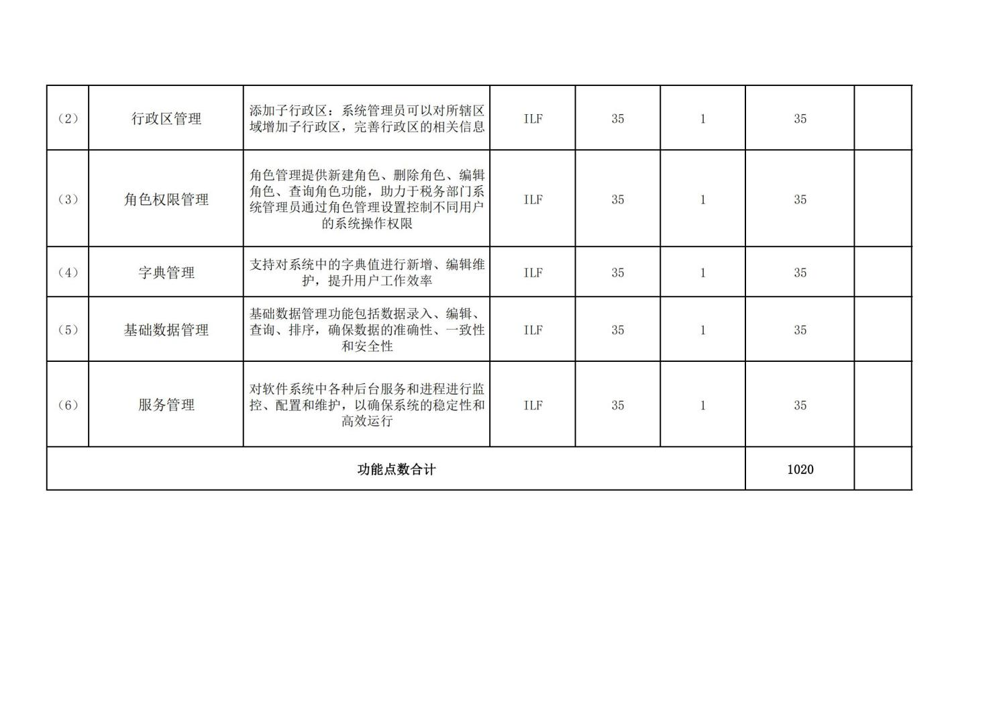 （2）
行政区管理
添加子行政区：系统管理员可以对所辖区
域增加子行政区，完善行政区的相关信息
ILF
35
1
35
（3）
角色权限管理
角色管理提供新建角色、删除角色、编辑
角色、查询角色功能，助力于税务部门系
统管理员通过角色管理设置控制不同用户
的系统操作权限
ILF
35
1
35
（4）
字典管理
支持对系统中的字典值进行新增、编辑维
护，提升用户工作效率
ILF
35
1
35
（5）
基础数据管理
基础数据管理功能包括数据录入、编辑、
查询、排序，确保数据的准确性、一致性
和安全性
ILF
35
1
35
（6）
服务管理
对软件系统中各种后台服务和进程进行监
控、配置和维护，以确保系统的稳定性和
高效运行
ILF
35
1
35
功能点数合计
1020